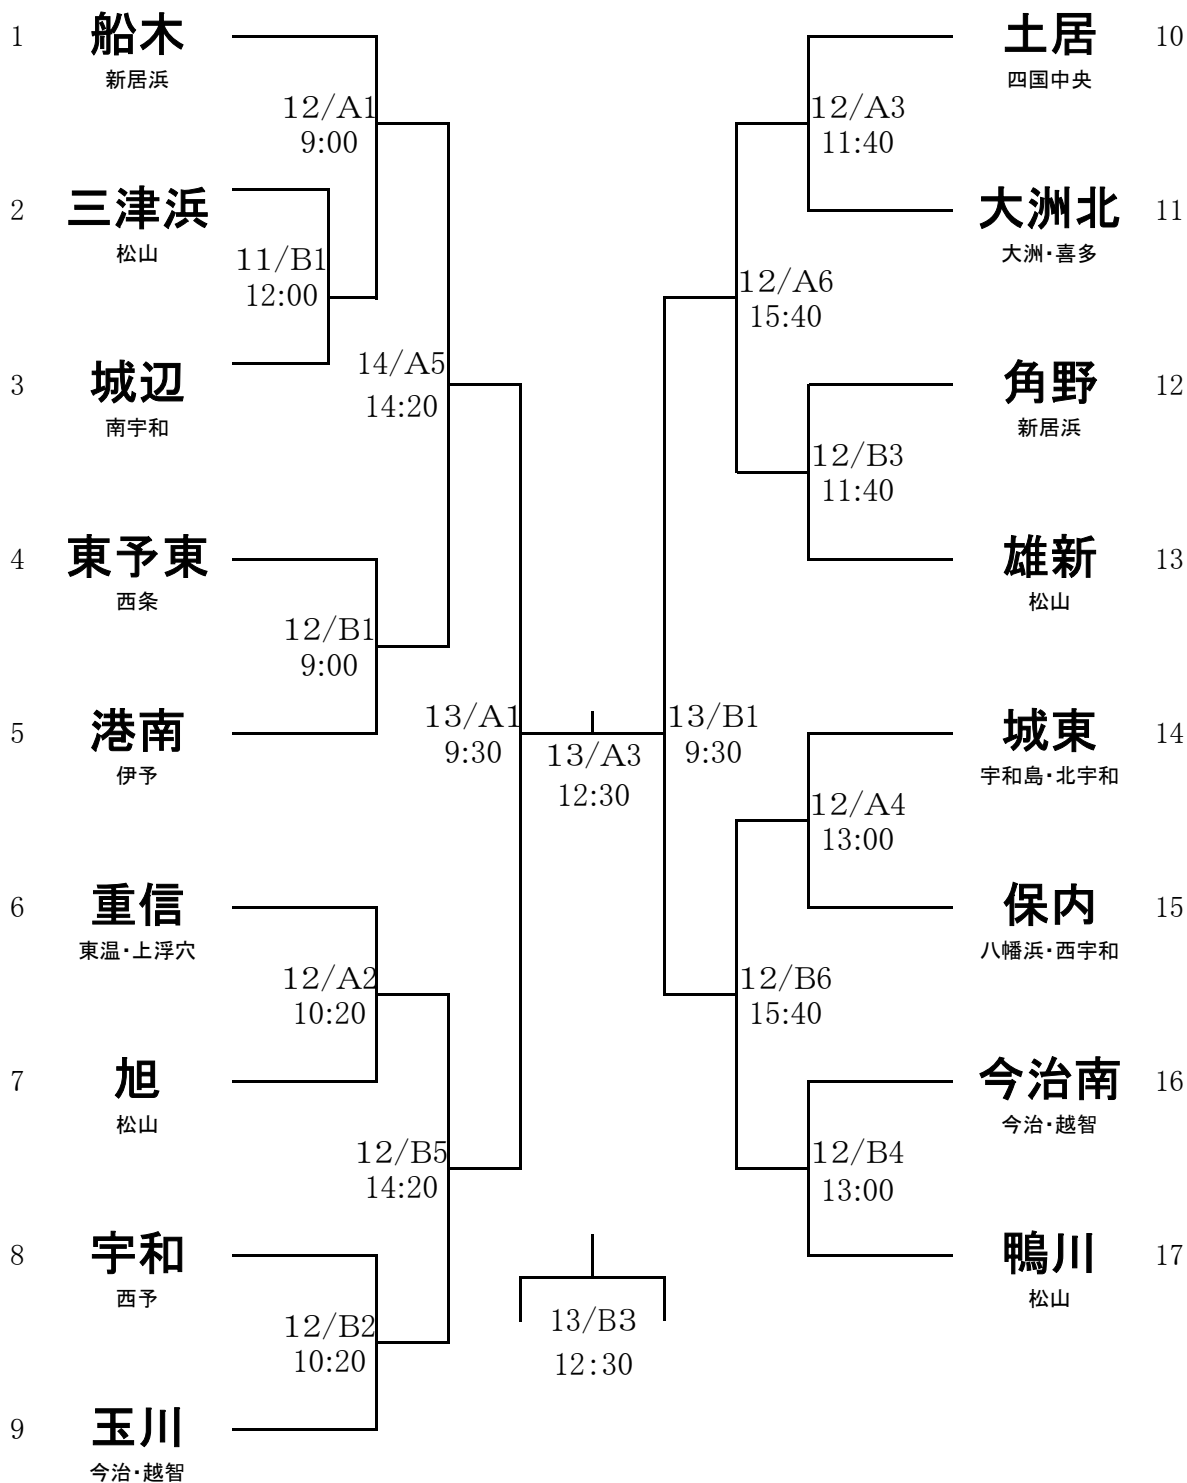 1 船木
新居浜
12/A1
9:00
2 三津浜
松山
11/B1
12:00
3 城辺
南宇和
14/A5
14:20
4 東予東
西条
12/B1
9:00
5 港南
伊予
13/A1
9:30
6 重信
東温・上浮穴
12/A2
10:20
7 旭
松山
12/B5
14:20
8 宇和
西予
12/B2
10:20
9 玉川
今治・越智
13/A3
12:30
13/B3
12:30
土居 10
四国中央
12/A3
11:40
大洲北 11
大洲・喜多
12/A6
15:40
角野 12
新居浜
12/B3
11:40
雄新 13
松山
13/B1
9:30
城東 14
宇和島・北宇和
12/A4
13:00
保内 15
八幡浜・西宇和
12/B6
15:40
今治南 16
今治・越智
12/B4
13:00
鴨川 17
松山